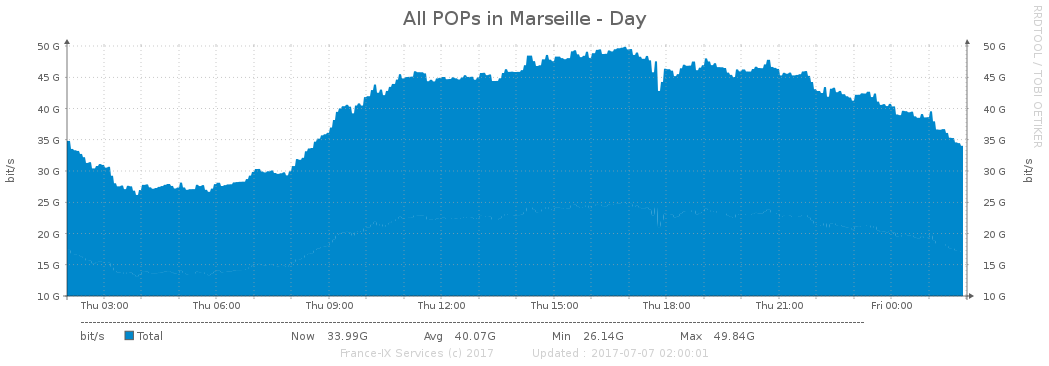 All POPs in Marseille - Day
RRDTOOL / TOBI OETIKER
bit/s
50 G 50 G
45 G 45 G
40 G 40 G
35 G 35 G
30 G 30 G
25 G 25 G
20 G 20 G
15 G 15 G
10 G 10 G
bit/s
Thu 03:00 Thu 06:00 Thu 09:00 Thu 12:00 Thu 15:00 Thu 18:00 Thu 21:00 Fri 00:00
bit/s Total Now 33.99G Avg 40.07G Min 26.14G Max 49.84G
France-IX Services (c) 2017 Updated : 2017-07-07 02:00:01